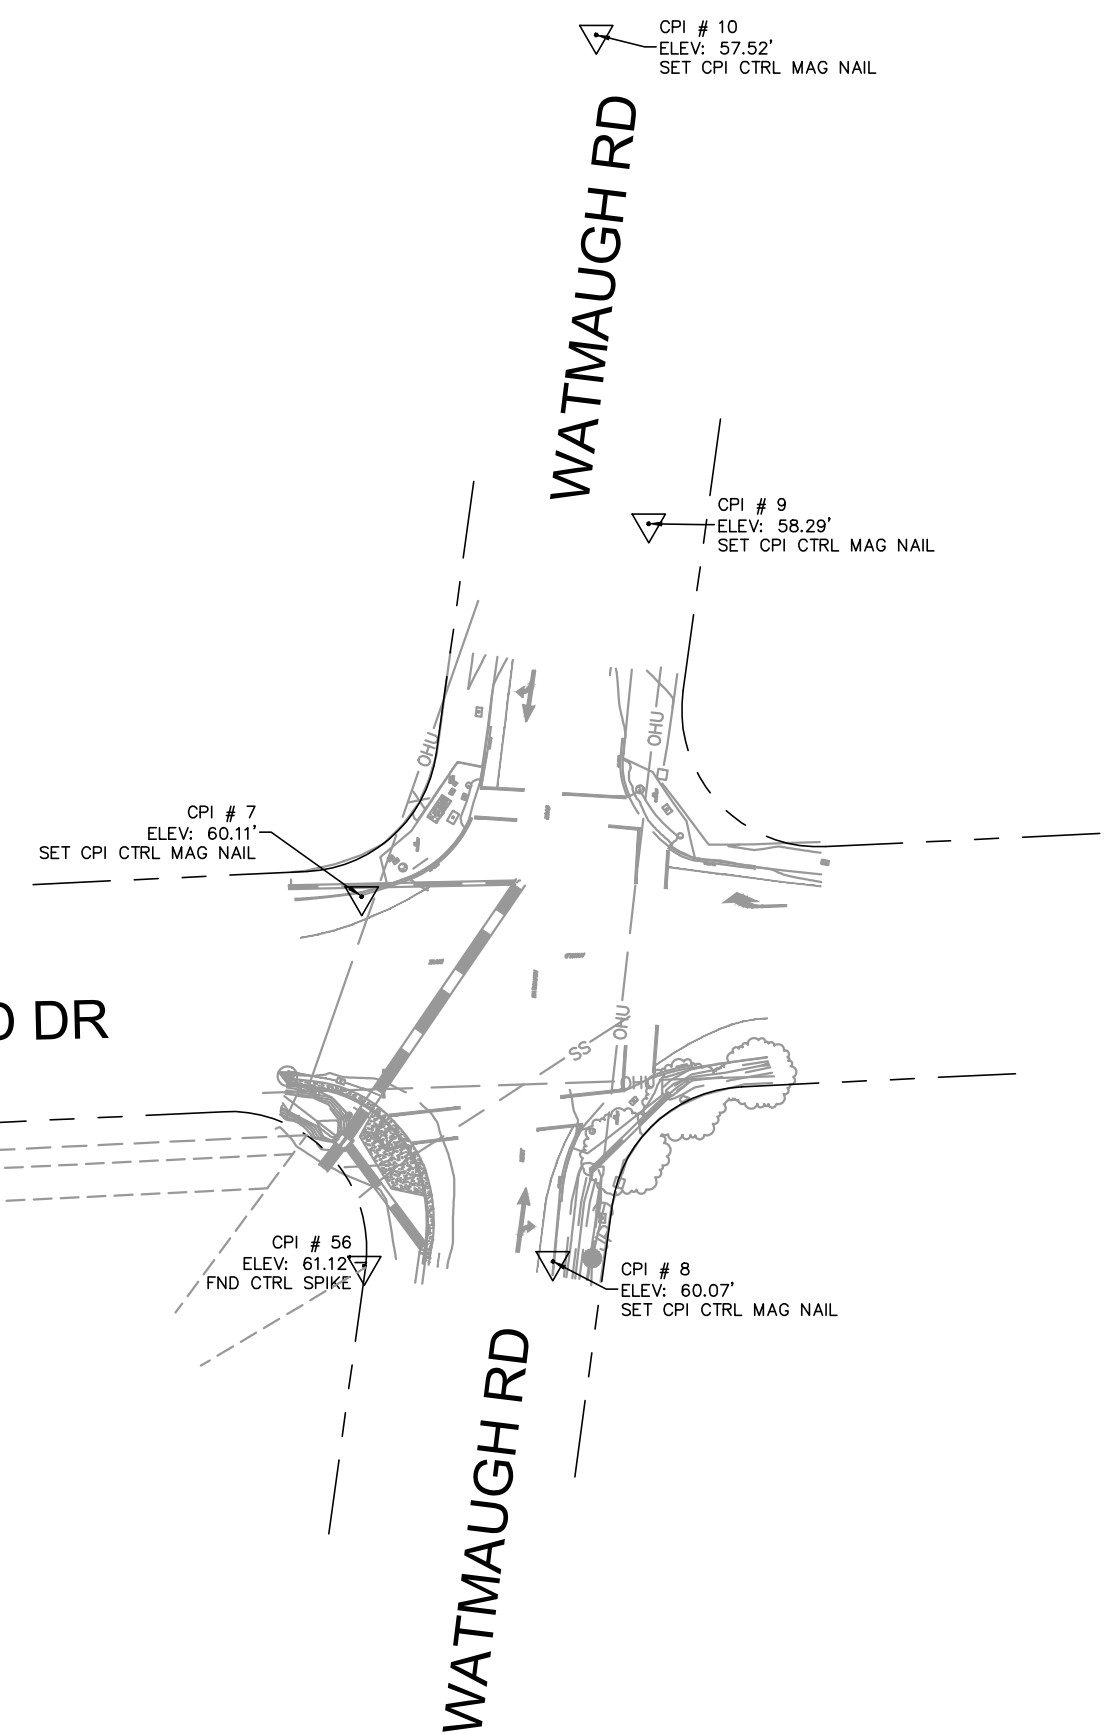 CPI # 10
ELEV: 57.52'
SET CPI CTRL MAG NAIL
WATMAUGH RD
CPI # 9
ELEV: 58.29'
SET CPI CTRL MAG NAIL
OHU
OHU
CPI # 7
ELEV: 60.11'
SET CPI CTRL MAG NAIL
DR
OHU
SS
OHU
CPI # 56
ELEV: 61.12'
FND CTRL SPIKE
CPI # 8
ELEV: 60.07'
SET CPI CTRL MAG NAIL
WATMAUGH RD